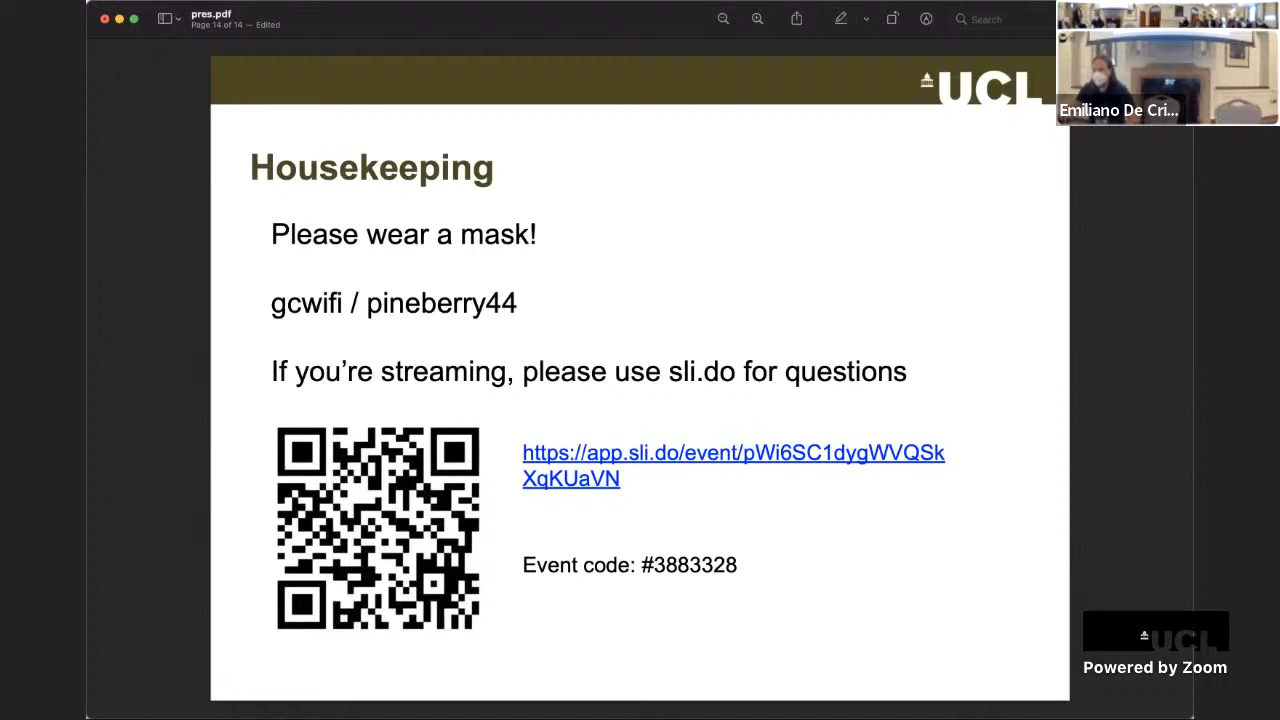 pres.pdf
Page 14 of 14 — Edited
Search
UCL
Emiliano De Cri...
Housekeeping
Please wear a mask!
gcwifi / pineberry44
If you’re streaming, please use sli.do for questions
https://app.sli.do/event/pWi6SC1dygWVQSk
XqKUaVN
Event code: #3883328
UCL
Powered by Zoom